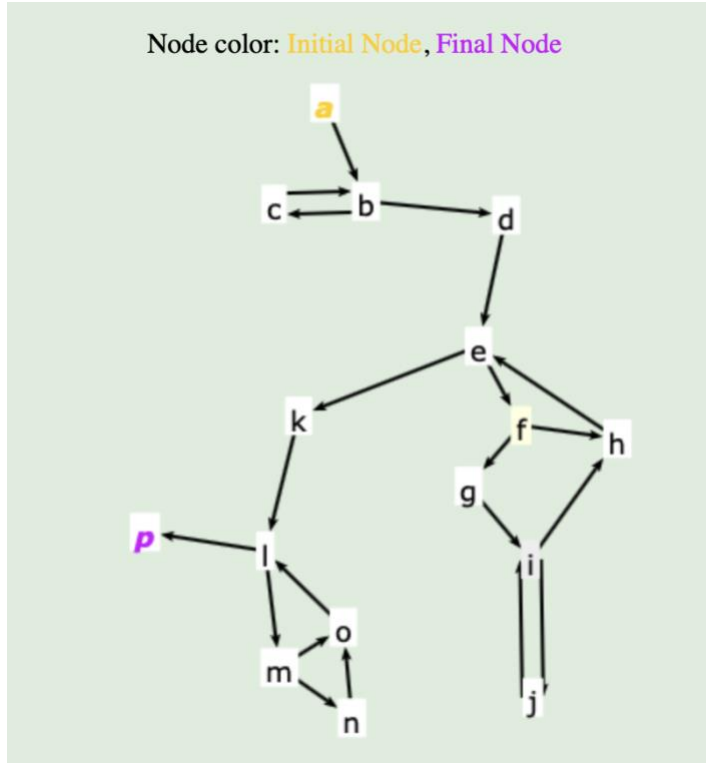 Node color: Initial Node, Final Node
a
c b d
e
k f h
g
p l i
o
m j
n